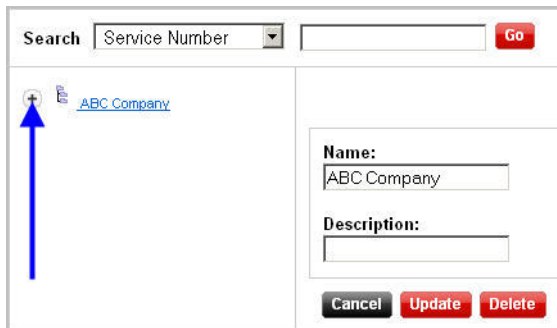 Search Service Number Go
ABC Company
Name:
ABC Company
Description:
Cancel Update Delete